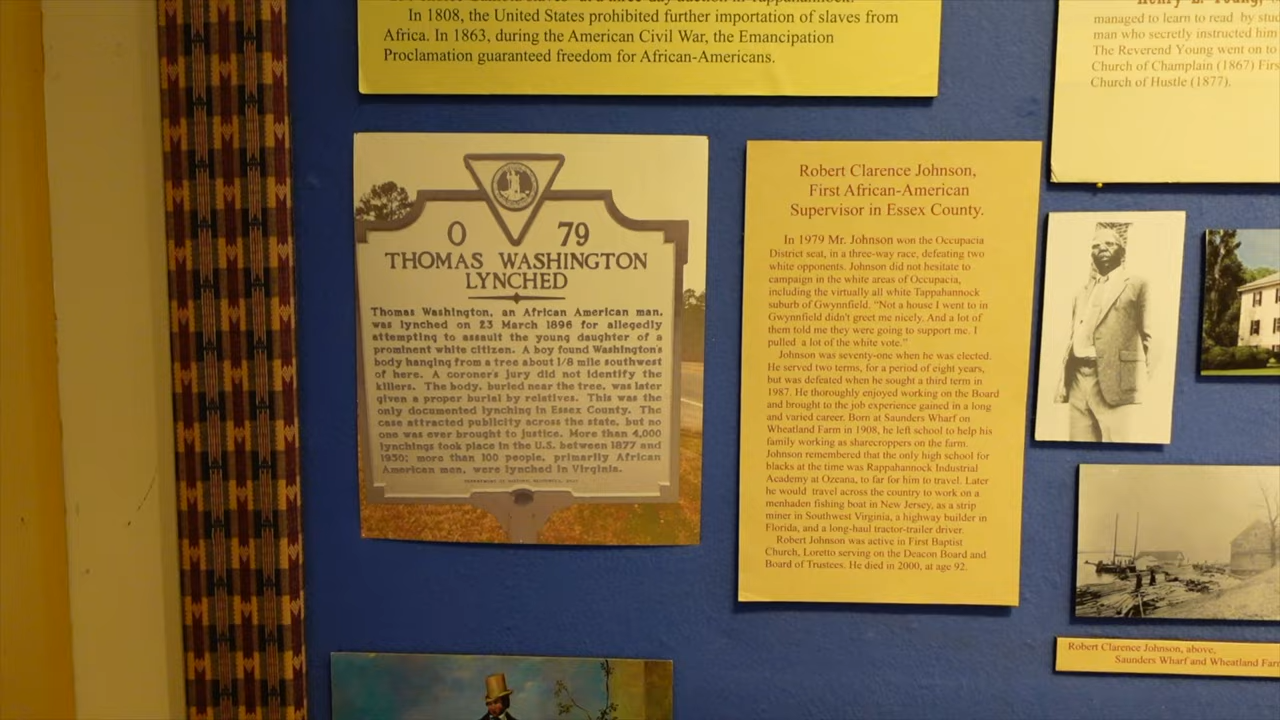 In 1808, the United States prohibited further importation of slaves from
Africa. In 1863, during the American Civil War, the Emancipation
Proclamation guaranteed freedom for African-Americans.
O 79
THOMAS WASHINGTON
LYNCHED
Thomas Washington, an African American man,
was lynched on 23 March 1896 for allegedly
attempting to assault the young daughter of a
prominent white citizen. A boy found Washington's
body hanging from a tree about 1/8 mile southwest
of here. A coroner's jury did not identify the
killers. The body, buried near the tree, was later
given a proper burial by relatives. This was the
only documented lynching in Essex County. The
case attracted publicity across the state, but no
one was ever brought to justice. More than 4,000
lynchings took place in the U.S. between 1877 and
1950; more than 100 people, primarily African
American men, were lynched in Virginia.
DEPARTMENT OF HISTORIC RESOURCES,
Robert Clarence Johnson,
First African-American
Supervisor in Essex County.
In 1979 Mr. Johnson won the Occupacia
District seat, in a three-way race, defeating two
white opponents. Johnson did not hesitate to
campaign in the white areas of Occupacia,
including the virtually all white Tappahannock
suburb of Gwynnfield. "Not a house I went to in
Gwynnfield didn't greet me nicely. And a lot of
them told me they were going to support me. I
pulled a lot of the white vote."
Johnson was seventy-one when he was elected.
He served two terms, for a period of eight years,
but was defeated when he sought a third term in
1987. He thoroughly enjoyed working on the Board
and brought to the job experience gained in a long
and varied career. Born at Saunders Wharf on
Wheatland Farm in 1908, he left school to help his
family working as sharecroppers on the farm.
Johnson remembered that the only high school for
blacks at the time was Rappahannock Industrial
Academy at Ozeana, to far for him to travel. Later
he would travel across the country to work on a
menhaden fishing boat in New Jersey, as a strip
miner in Southwest Virginia, a highway builder in
Florida, and a long-haul tractor-trailer driver.
Robert Johnson was active in First Baptist
Church, Loretto serving on the Deacon Board and
Board of Trustees. He died in 2000, at age 92.
managed to learn to read by
man who secretly instructed him
The Reverend Young went on to
Church of Champlain (1867)
Church of Hustle (1877).
Robert Clarence Johnson, above,
Saunders Wharf and Wheatland